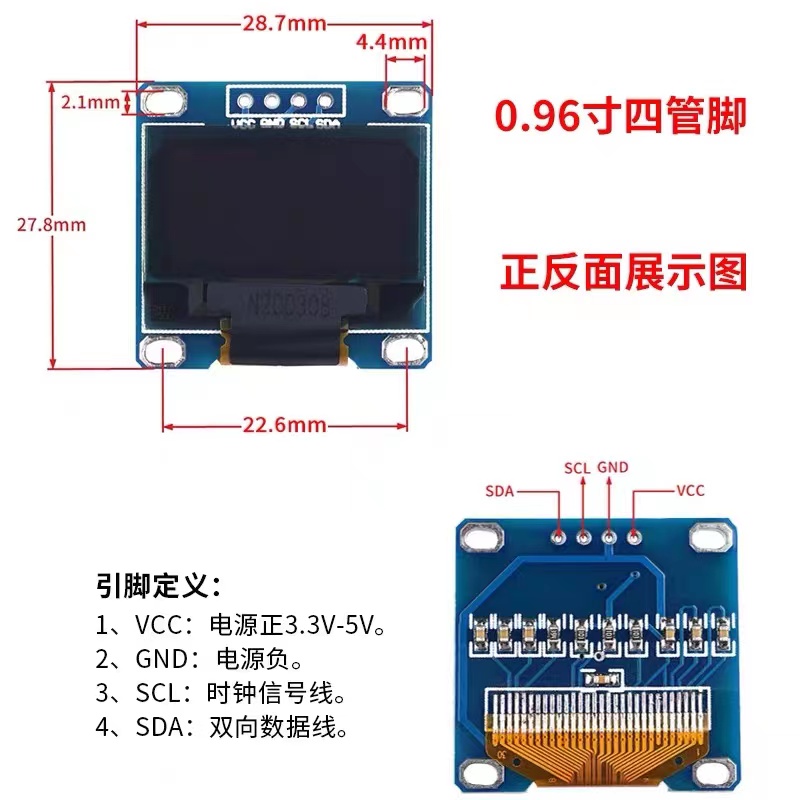 28.7mm
4.4mm
2.1mm
VCC GND SCL SDA
27.8mm
22.6mm
0.96寸四管脚
正反面展示图
SCL GND
SDA
VCC
引脚定义：
1、VCC：电源正3.3V-5V。
2、GND：电源负。
3、SCL：时钟信号线。
4、SDA：双向数据线。
30
1